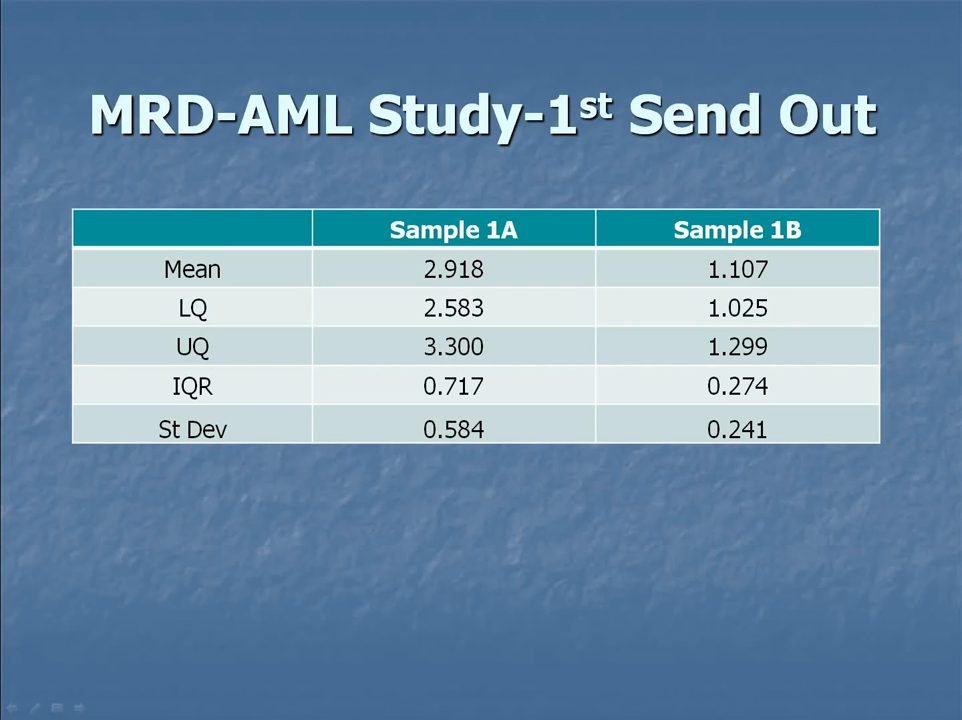 MRD-AML Study-1st Send Out
Sample 1A Sample 1B
Mean 2.918 1.107
LQ 2.583 1.025
UQ 3.300 1.299
IQR 0.717 0.274
St Dev 0.584 0.241